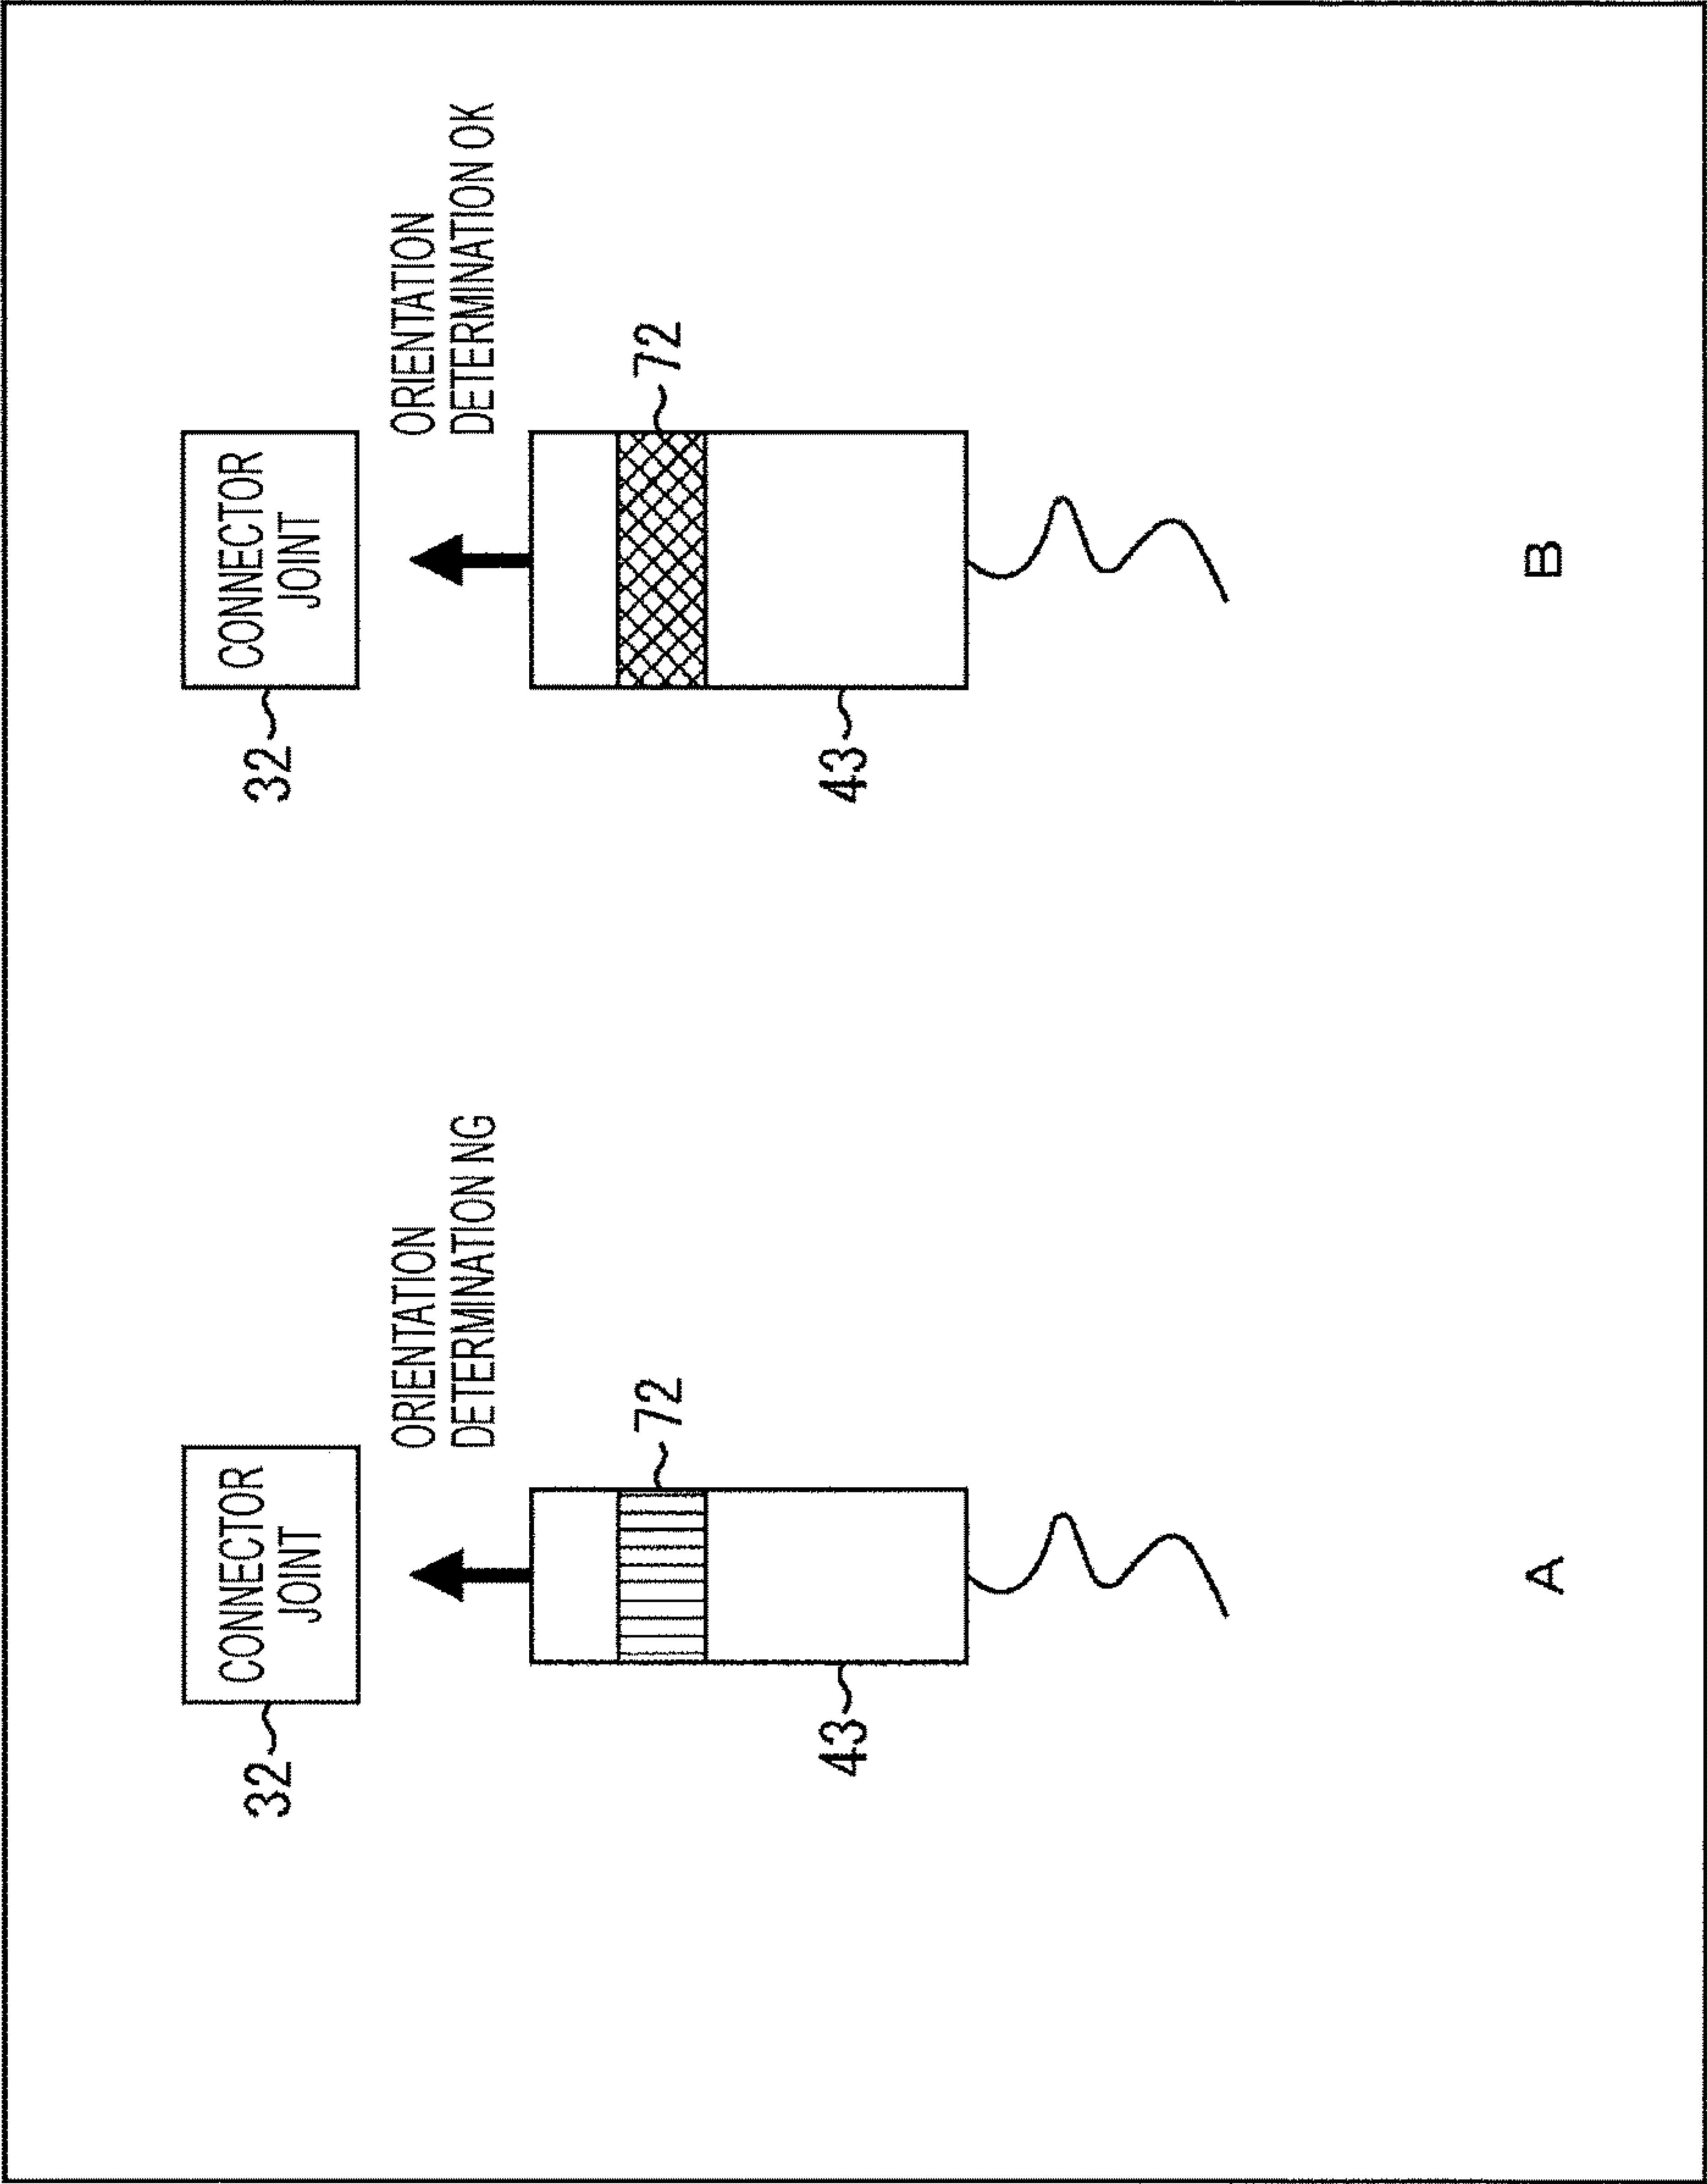 CONNECTOR
JOINT
32
ORIENTATION
DETERMINATION NG
72
43
A
CONNECTOR
JOINT
32
ORIENTATION
DETERMINATION OK
72
43
B